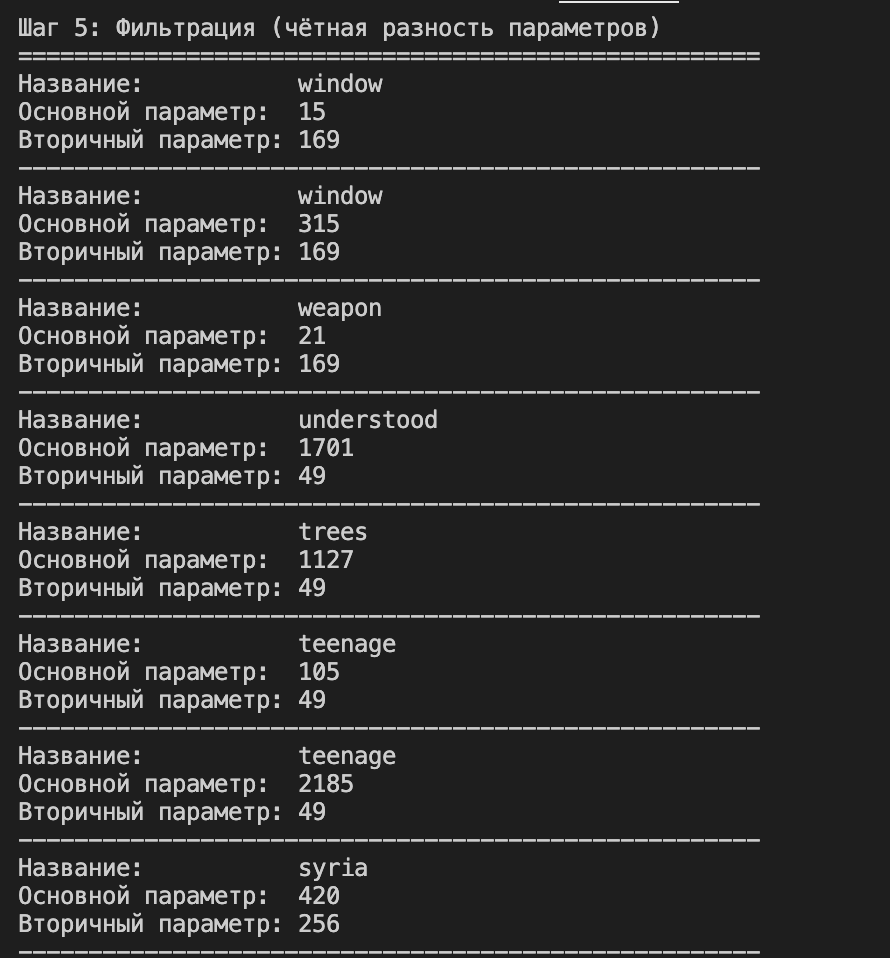 Шаг 5: Фильтрация (чётная разность параметров)
=====================================================
Название: window
Основной параметр: 15
Вторичный параметр: 169
-----------------------------------------------------
Название: window
Основной параметр: 315
Вторичный параметр: 169
-----------------------------------------------------
Название: weapon
Основной параметр: 21
Вторичный параметр: 169
-----------------------------------------------------
Название: understood
Основной параметр: 1701
Вторичный параметр: 49
-----------------------------------------------------
Название: trees
Основной параметр: 1127
Вторичный параметр: 49
-----------------------------------------------------
Название: teenage
Основной параметр: 105
Вторичный параметр: 49
-----------------------------------------------------
Название: teenage
Основной параметр: 2185
Вторичный параметр: 49
-----------------------------------------------------
Название: syria
Основной параметр: 420
Вторичный параметр: 256
-----------------------------------------------------